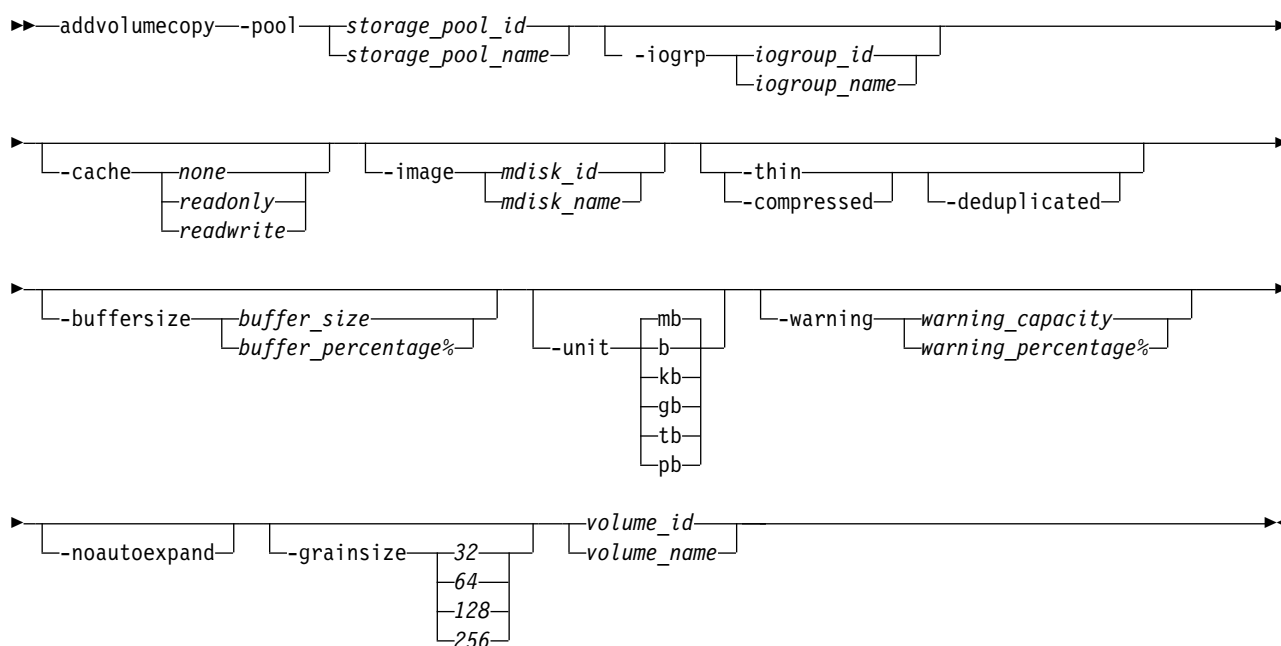 addvolumecopy -pool storage_pool_id -iogrp iogroup_id
storage_pool_name iogroup_name
-cache none -image mdisk_id -thin -deduplicated
readonly mdisk_name -compressed
readwrite
-buffersize buffer_size -unit mb -warning warning_capacity
buffer_percentage% b warning_percentage%
kb
gb
tb
pb
-noautoexpand -grainsize 32 volume_id
64 volume_name
128
256